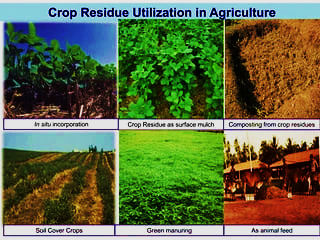 Crop Residue Utilization in Agriculture
In situ incorporation
Crop Residue as surface mulch
Composting from crop residues
Soil Cover Crops
Green manuring
As animal feed